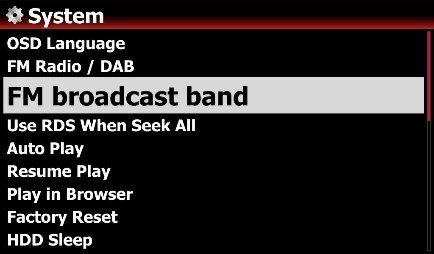 System
OSD Language
FM Radio / DAB
FM broadcast band
Use RDS When Seek All
Auto Play
Resume Play
Play in Browser
Factory Reset
HDD Sleep